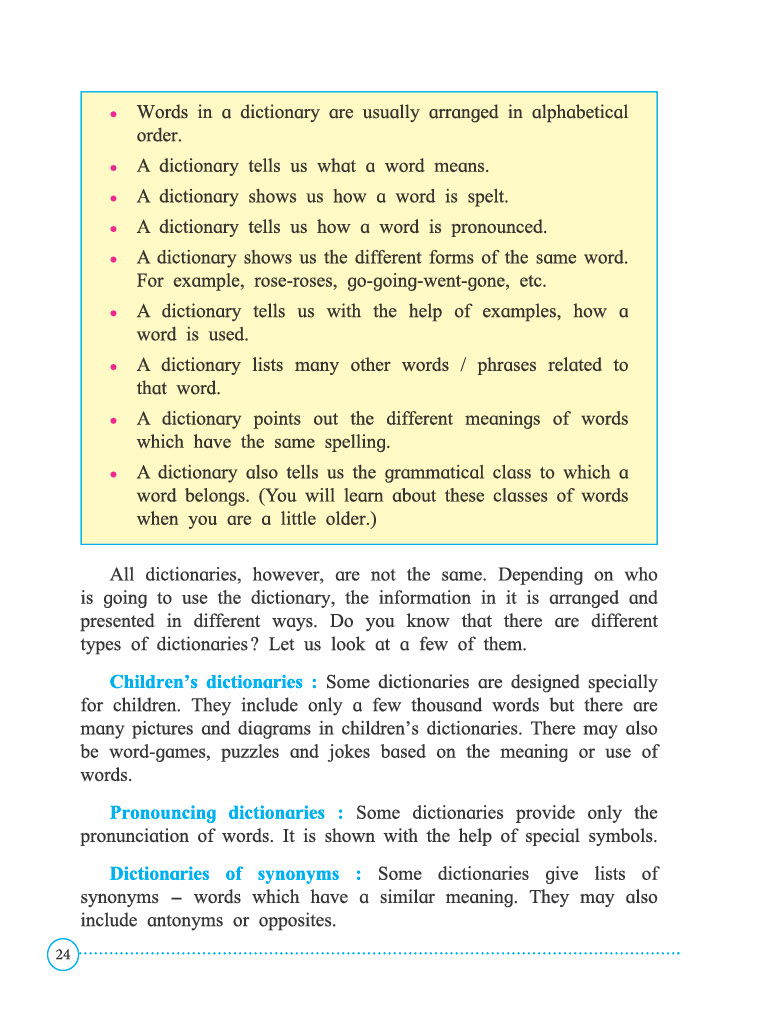 • Words in a dictionary are usually arranged in alphabetical
order.
• A dictionary tells us what a word means.
• A dictionary shows us how a word is spelt.
• A dictionary tells us how a word is pronounced.
• A dictionary shows us the different forms of the same word.
For example, rose-roses, go-going-went-gone, etc.
• A dictionary tells us with the help of examples, how a
word is used.
• A dictionary lists many other words / phrases related to
that word.
• A dictionary points out the different meanings of words
which have the same spelling.
• A dictionary also tells us the grammatical class to which a
word belongs. (You will learn about these classes of words
when you are a little older.)
All dictionaries, however, are not the same. Depending on who
is going to use the dictionary, the information in it is arranged and
presented in different ways. Do you know that there are different
types of dictionaries? Let us look at a few of them.
Children’s dictionaries : Some dictionaries are designed specially
for children. They include only a few thousand words but there are
many pictures and diagrams in children’s dictionaries. There may also
be word-games, puzzles and jokes based on the meaning or use of
words.
Pronouncing dictionaries : Some dictionaries provide only the
pronunciation of words. It is shown with the help of special symbols.
Dictionaries of synonyms : Some dictionaries give lists of
synonyms – words which have a similar meaning. They may also
include antonyms or opposites.
24